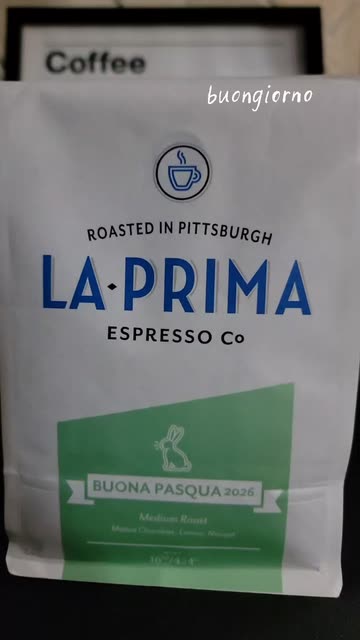 Coffee
buongiorno
ROASTED IN PITTSBURGH
LA·PRIMA
ESPRESSO Co
BUONA PASQUA 2026
Medium Roast